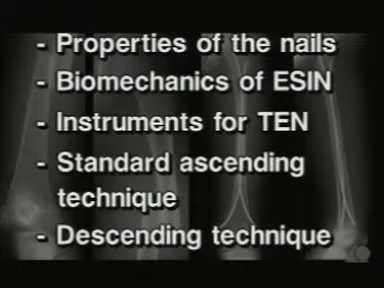 - Properties of the nails
- Biomechanics of ESIN
- Instruments for TEN
- Standard ascending
technique
- Descending technique